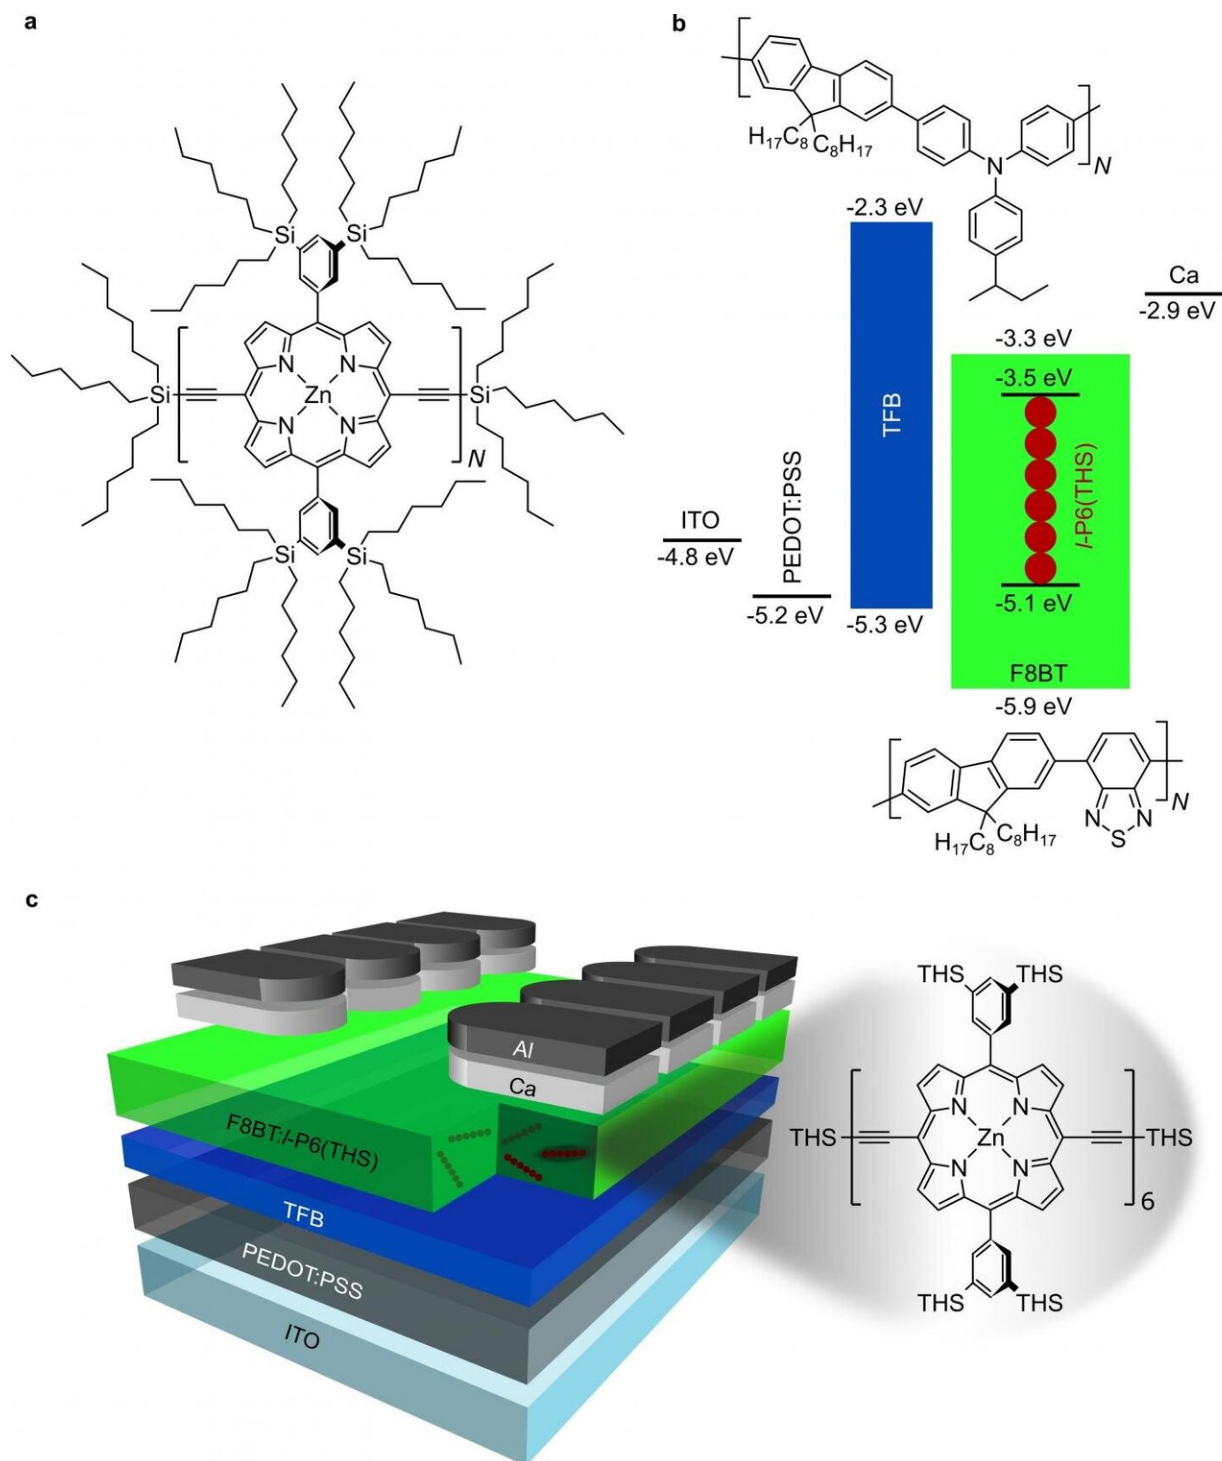 a
Si
Si
Si
Si
N
N
Zn
N
N
N
Si
Si
b
N
H₁₇C₈
C₈H₁₇
N
-2.3 eV
TFB
-5.3 eV
Ca
-2.9 eV
-3.3 eV
-3.5 eV
l-P6(THS)
-5.1 eV
F8BT
-5.9 eV
ITO
-4.8 eV
PEDOT:PSS
-5.2 eV
H₁₇C₈
C₈H₁₇
N
S
N
N
c
Al
Ca
F8BT:l-P6(THS)
TFB
PEDOT:PSS
ITO
THS
THS
THS
N
N
Zn
N
N
THS
6
THS
THS